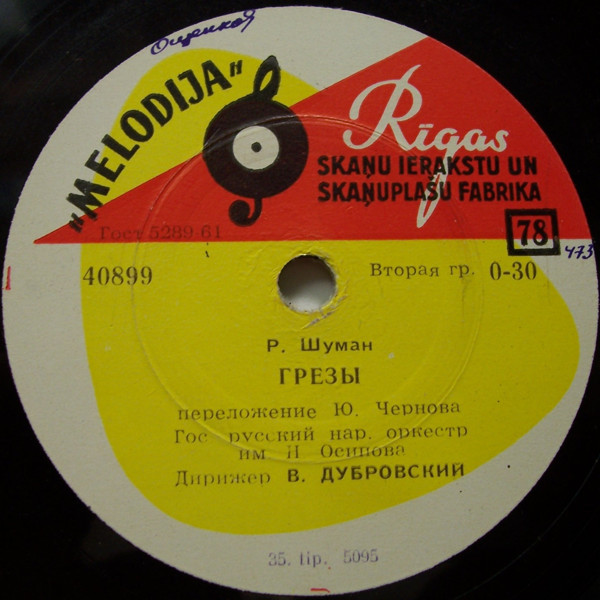 „MELODIJA"
Rīgas
SKAŅU IERAKSTU UN
SKAŅUPLAŠU FABRIKA
Гост 5289 61
78
473
40899
Вторая гр. 0-30
Р. Шуман
ГРЕЗЫ
переложение Ю. Чернова
Гос русский нар. оркестр
им. Н Осипова
Дирижер В. ДУБРОВСКИЙ
35. tip. 5095